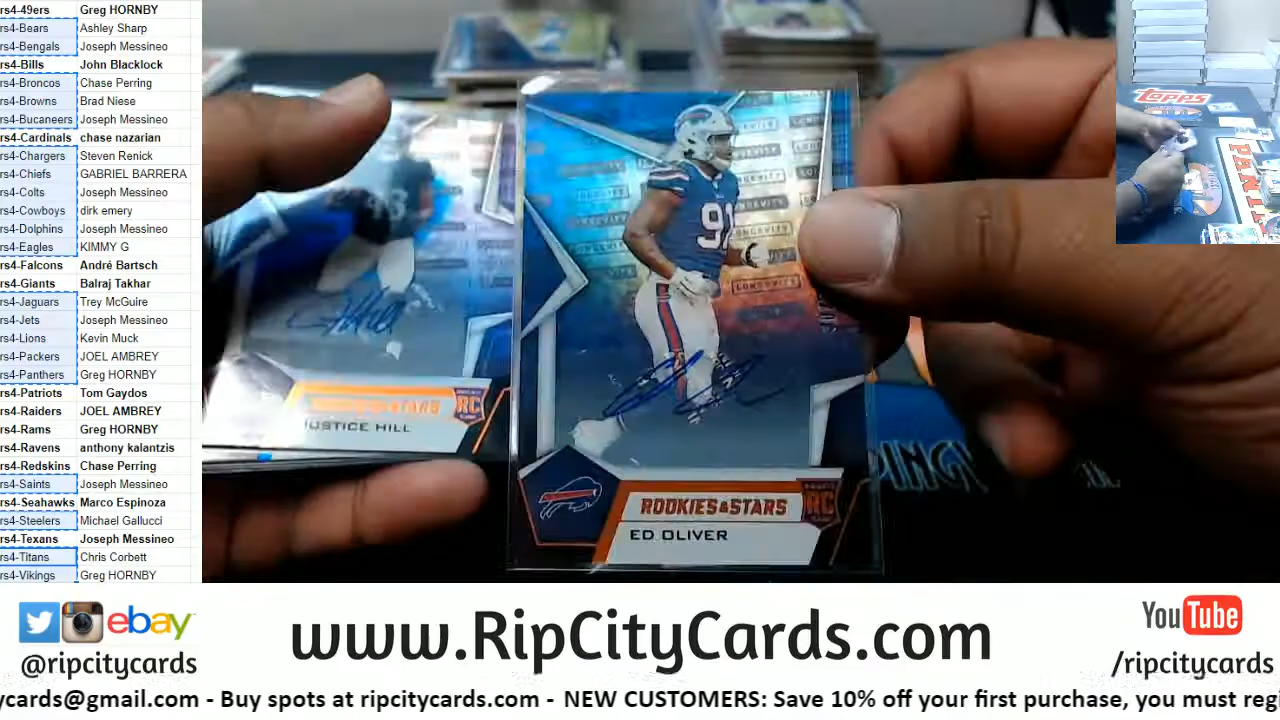 rs4-49ers Greg HORNBY
rs4-Bears Ashley Sharp
rs4-Bengals Joseph Messineo
rs4-Bills John Blacklock
rs4-Broncos Chase Perring
rs4-Browns Brad Niese
rs4-Bucaneers Joseph Messineo
rs4-Cardinals chase nazarian
rs4-Chargers Steven Renick
rs4-Chiefs GABRIEL BARRERA
rs4-Colts Joseph Messineo
rs4-Cowboys dirk emery
rs4-Dolphins Joseph Messineo
rs4-Eagles KIMMY G
rs4-Falcons André Bartsch
rs4-Giants Balraj Takhar
rs4-Jaguars Trey McGuire
rs4-Jets Joseph Messineo
rs4-Lions Kevin Muck
rs4-Packers JOEL AMBREY
rs4-Panthers Greg HORNBY
rs4-Patriots Tom Gaydos
rs4-Raiders JOEL AMBREY
rs4-Rams Greg HORNBY
rs4-Ravens anthony kalantzis
rs4-Redskins Chase Perring
rs4-Saints Joseph Messineo
rs4-Seahawks Marco Espinoza
rs4-Steelers Michael Gallucci
rs4-Texans Joseph Messineo
rs4-Titans Chris Corbett
rs4-Vikings Greg HORNBY
LONGEVITY
91
ROOKIES & STARS
RC
ED OLIVER
ROOKIES & STARS
RC
JUSTICE HILL
PING
topps
PANINI
ebay
@ripcitycards
www.RipCityCards.com
YouTube
/ripcitycards
ycards@gmail.com - Buy spots at ripcitycards.com - NEW CUSTOMERS: Save 10% off your first purchase, you must regi